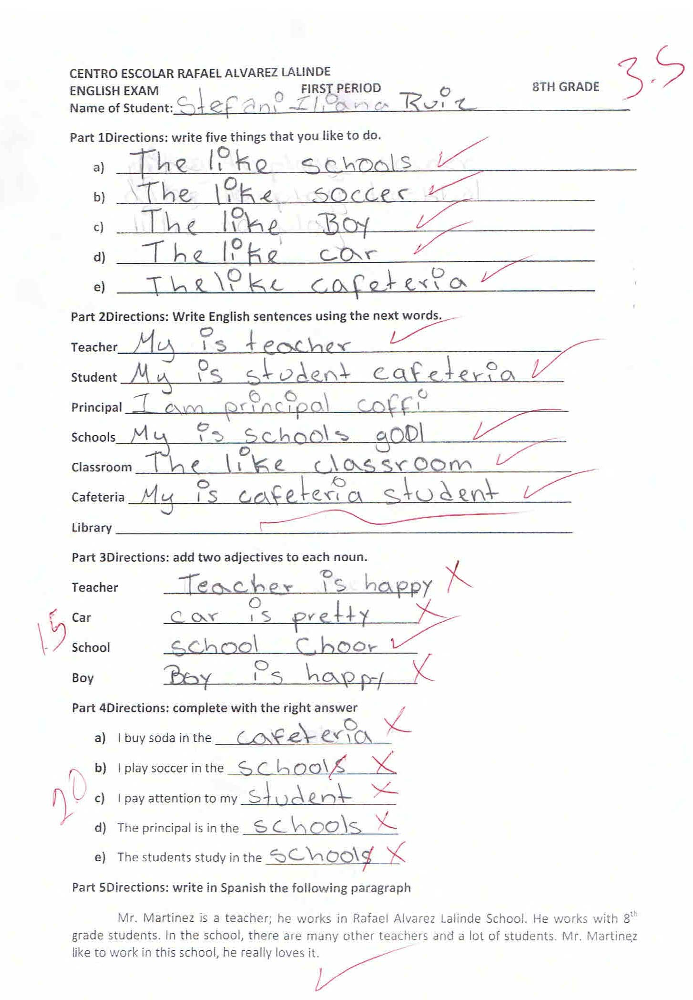 CENTRO ESCOLAR RAFAEL ALVAREZ LALINDE
3.5
ENGLISH EXAM FIRST PERIOD 8TH GRADE
Name of Student: Stefani Iliana Ruiz
Part 1Directions: write five things that you like to do.
a) The like schools
b) The like soccer
c) The like Boy
d) The like car
e) The like cafeteria
Part 2Directions: Write English sentences using the next words.
Teacher My is teacher
Student My is student cafeteria
Principal I am principal coffi
Schools My is schools gool
Classroom The like classroom
Cafeteria My is cafeteria student
Library
Part 3Directions: add two adjectives to each noun.
Teacher Teacher is happy
Car car is pretty
1.5
School school Choor
Boy Boy is happy
Part 4Directions: complete with the right answer
a) I buy soda in the cafeteria
b) I play soccer in the schools
2.0
c) I pay attention to my student
d) The principal is in the schools
e) The students study in the schools
Part 5Directions: write in Spanish the following paragraph
Mr. Martinez is a teacher; he works in Rafael Alvarez Lalinde School. He works with 8th
grade students. In the school, there are many other teachers and a lot of students. Mr. Martinez
like to work in this school, he really loves it.